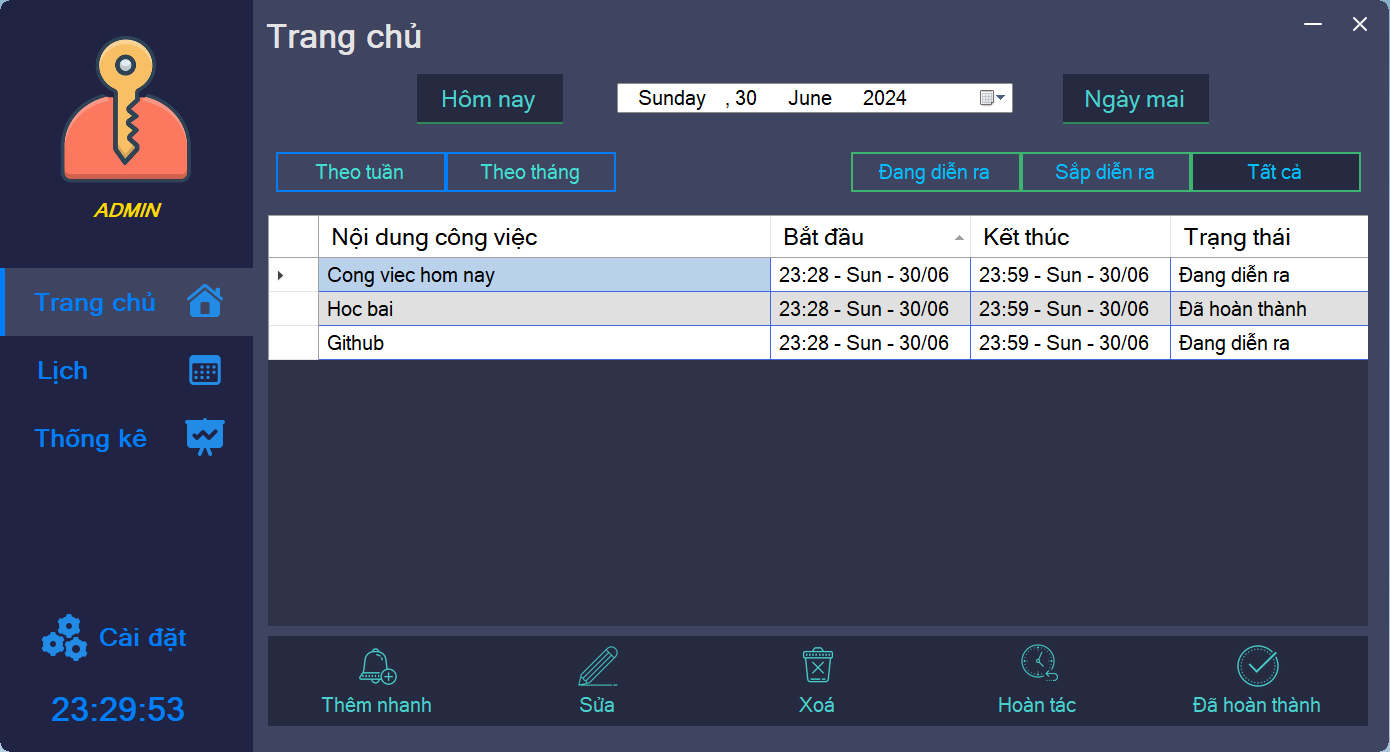 Trang chủ
Hôm nay
Sunday , 30 June 2024
Ngày mai
Theo tuần
Theo tháng
Đang diễn ra
Sắp diễn ra
Tất cả
ADMIN
Trang chủ
Lịch
Thống kê
Cài đặt
23:29:53
Nội dung công việc Bắt đầu Kết thúc Trạng thái
Cong viec hom nay 23:28 - Sun - 30/06 23:59 - Sun - 30/06 Đang diễn ra
Hoc bai 23:28 - Sun - 30/06 23:59 - Sun - 30/06 Đã hoàn thành
Github 23:28 - Sun - 30/06 23:59 - Sun - 30/06 Đang diễn ra
Thêm nhanh
Sửa
Xoá
Hoàn tác
Đã hoàn thành